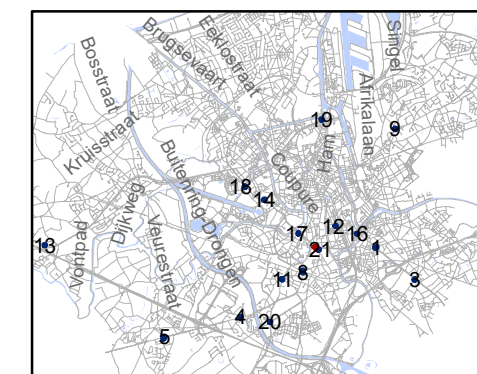 Brugsevaart
Eeklostraat
Singel
Bosstraat
Afrikalaan
19
9
Kruisstraat
Ham
Buitenring-Drongen
Coupure
18
14
Dijkweg
13
Vontpad
Veurestraat
17
12
16
21
1
8
11
3
4
20
5